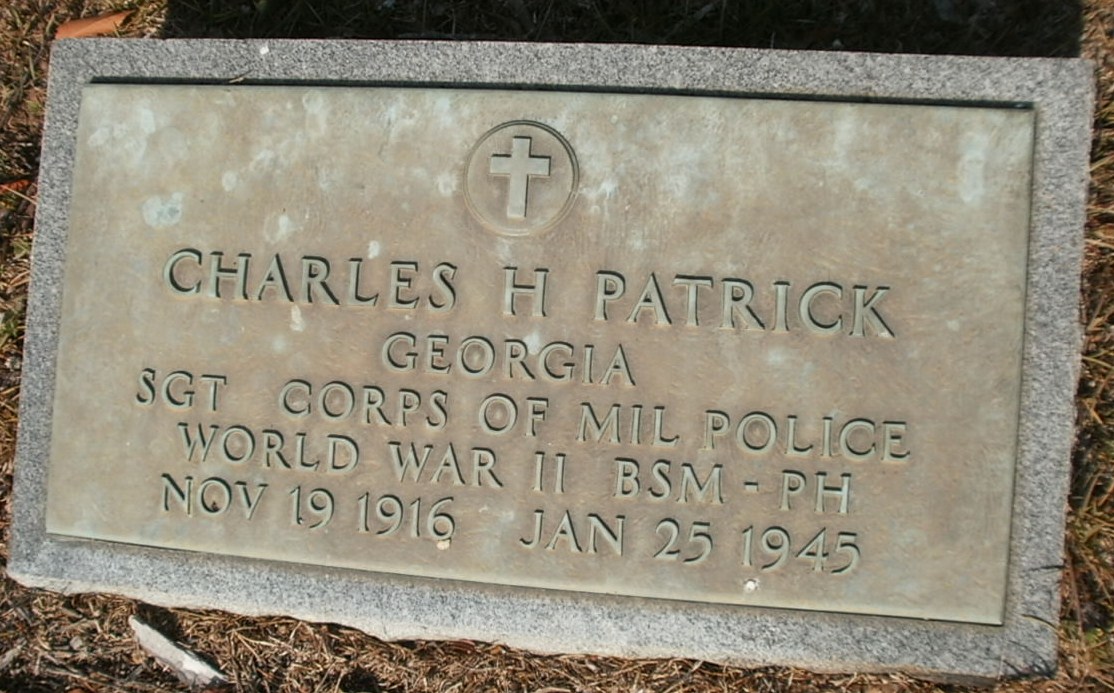 CHARLES H PATRICK
GEORGIA
SGT CORPS OF MIL POLICE
WORLD WAR II BSM - PH
NOV 19 1916 JAN 25 1945